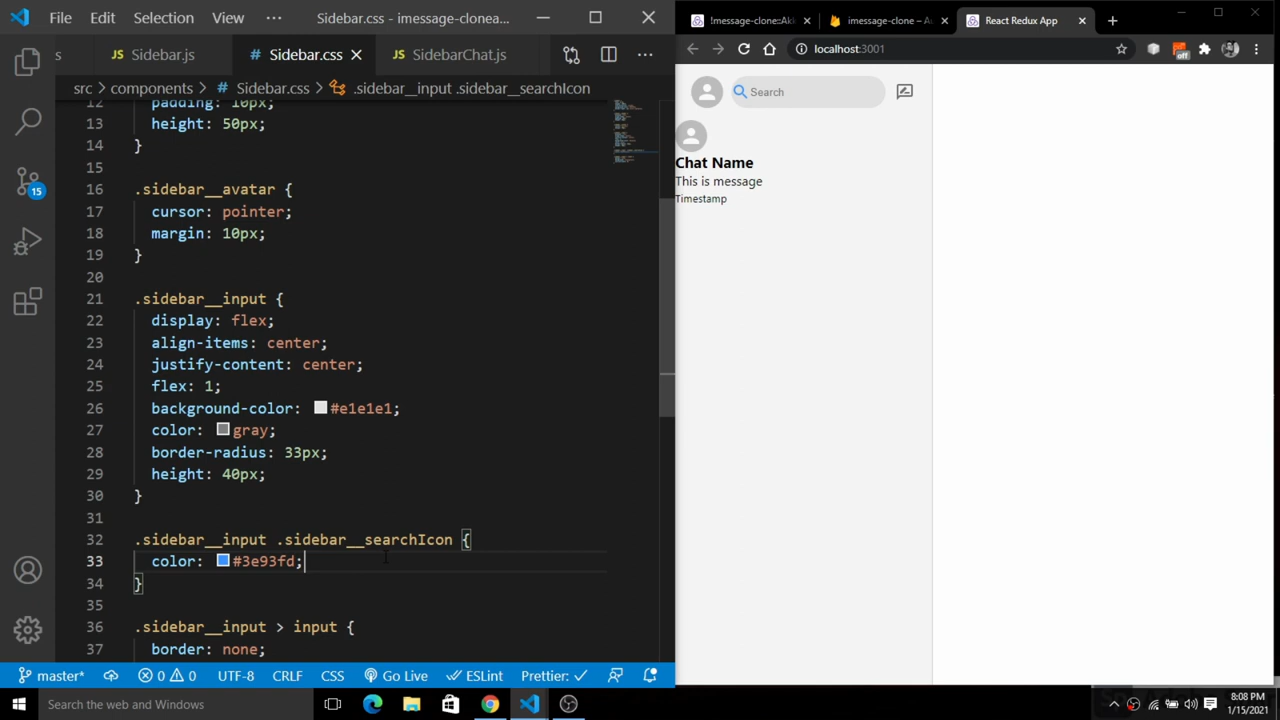 File Edit Selection View ··· Sidebar.css - imessage-clonea...
s JS Sidebar.js # Sidebar.css JS SidebarChat.js ···
src > components > # Sidebar.css > .sidebar__input .sidebar__searchIcon
12 padding: 10px;
13 height: 50px;
14 }
15
16 .sidebar__avatar {
17 cursor: pointer;
18 margin: 10px;
19 }
20
21 .sidebar__input {
22 display: flex;
23 align-items: center;
24 justify-content: center;
25 flex: 1;
26 background-color: #e1e1e1;
27 color: gray;
28 border-radius: 33px;
29 height: 40px;
30 }
31
32 .sidebar__input .sidebar__searchIcon {
33 color: #3e93fd;
34 }
35
36 .sidebar__input > input {
37 border: none;
15
master* 0 0 UTF-8 CRLF CSS Go Live ESLint Prettier: ✓
imessage-clone – Au React Redux App
localhost:3001
off
Search
Chat Name
This is message
Timestamp
Search the web and Windows
8:08 PM
1/15/2021